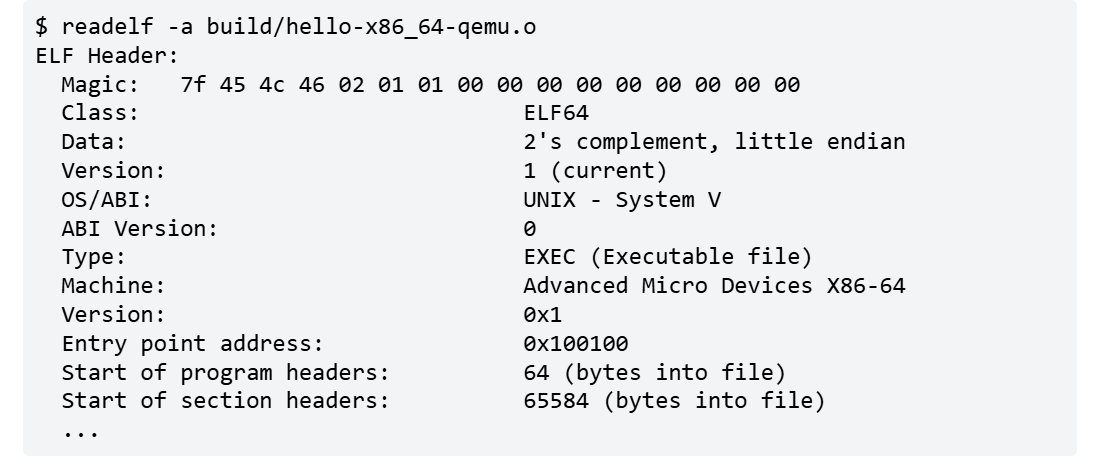 $ readelf -a build/hello-x86_64-qemu.o
ELF Header:
  Magic:   7f 45 4c 46 02 01 01 00 00 00 00 00 00 00 00 00
  Class:                             ELF64
  Data:                              2's complement, little endian
  Version:                           1 (current)
  OS/ABI:                            UNIX - System V
  ABI Version:                       0
  Type:                              EXEC (Executable file)
  Machine:                           Advanced Micro Devices X86-64
  Version:                           0x1
  Entry point address:               0x100100
  Start of program headers:          64 (bytes into file)
  Start of section headers:          65584 (bytes into file)
  ...